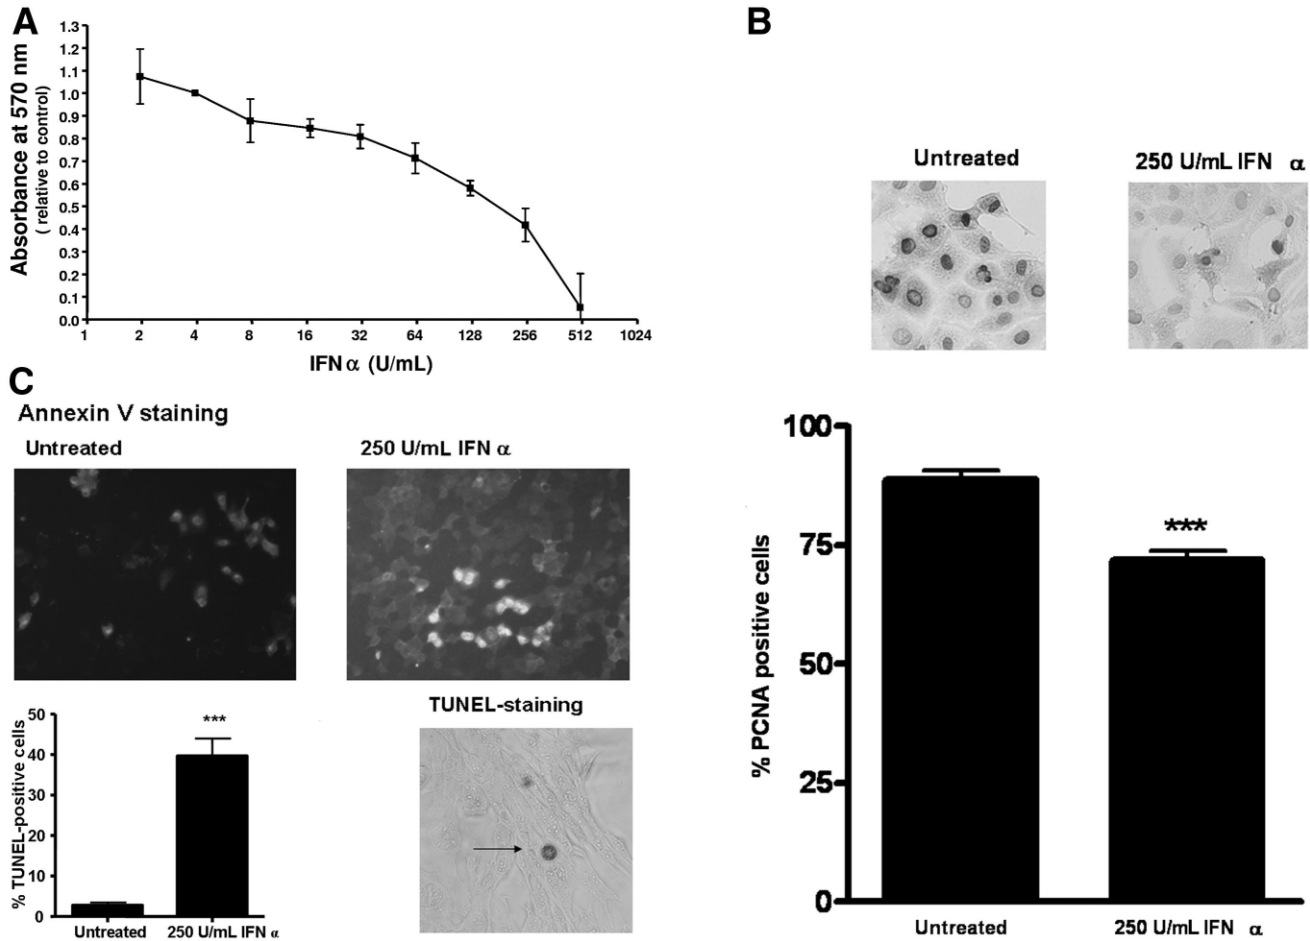 A
Absorbance at 570 nm
( relative to control)
1.3
1.2
1.1
1.0
0.9
0.8
0.7
0.6
0.5
0.4
0.3
0.2
0.1
0.0
1 2 4 8 16 32 64 128 256 512 1024
IFN α (U/mL)
B
Untreated
250 U/mL IFN α
% PCNA positive cells
100
75
50
25
0
***
Untreated
250 U/mL IFN α
C
Annexin V staining
Untreated
250 U/mL IFN α
% TUNEL-positive cells
50
40
30
20
10
0
***
Untreated
250 U/mL IFN α
TUNEL-staining